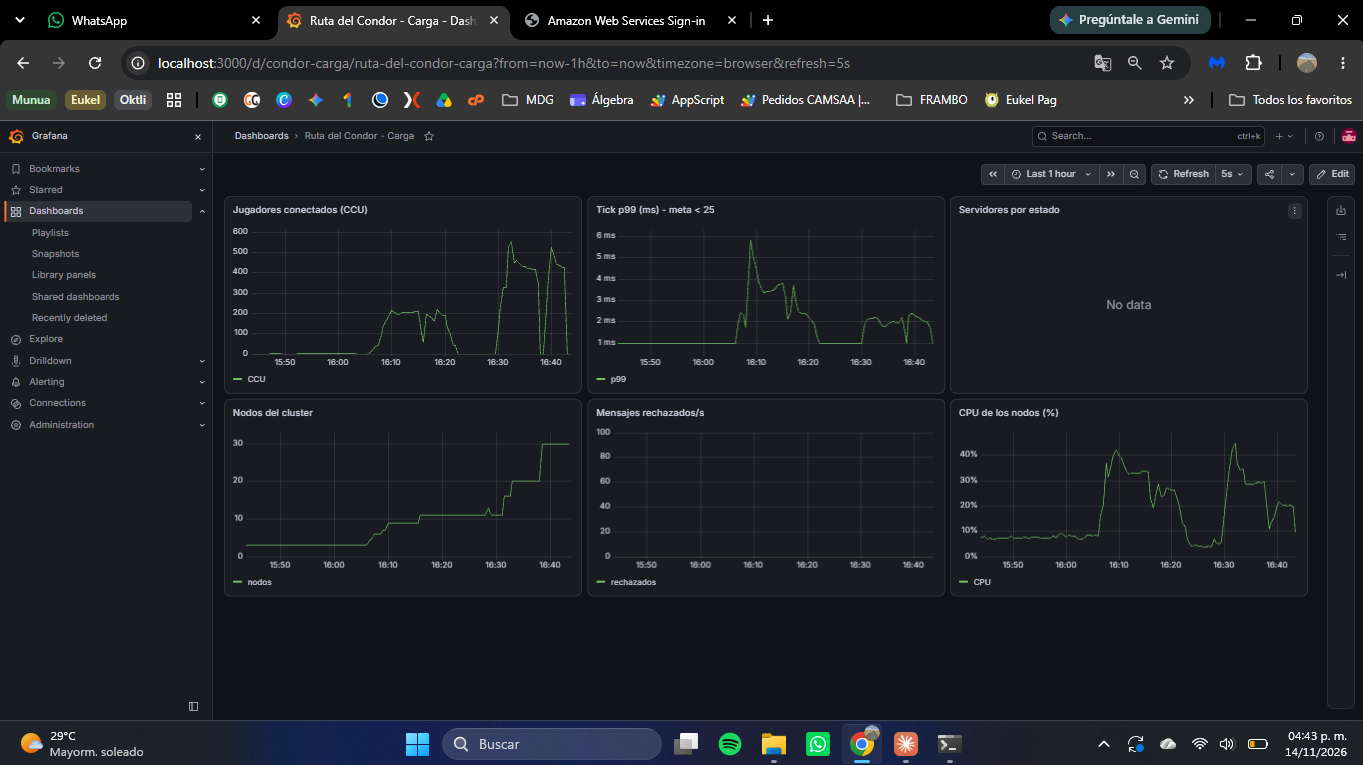 WhatsApp
Ruta del Condor - Carga - Dash
Amazon Web Services Sign-in
Pregúntale a Gemini
localhost:3000/d/condor-carga/ruta-del-condor-carga?from=now-1h&to=now&timezone=browser&refresh=5s
Munua Eukel Oktli MDG Álgebra AppScript Pedidos CAMSAA |... FRAMBO Eukel Pag » Todos los favoritos
Grafana
Dashboards › Ruta del Condor - Carga
Search... ctrl+k
Bookmarks
Starred
Dashboards
Playlists
Snapshots
Library panels
Shared dashboards
Recently deleted
Explore
Drilldown
Alerting
Connections
Administration
Last 1 hour
Refresh 5s
Edit
Jugadores conectados (CCU)
600
500
400
300
200
100
0
15:50 16:00 16:10 16:20 16:30 16:40
CCU
Tick p99 (ms) - meta < 25
6 ms
5 ms
4 ms
3 ms
2 ms
1 ms
15:50 16:00 16:10 16:20 16:30 16:40
p99
Servidores por estado
No data
Nodos del cluster
30
20
10
0
15:50 16:00 16:10 16:20 16:30 16:40
nodos
Mensajes rechazados/s
100
80
60
40
20
0
15:50 16:00 16:10 16:20 16:30 16:40
rechazados
CPU de los nodos (%)
40%
30%
20%
10%
0%
15:50 16:00 16:10 16:20 16:30 16:40
CPU
29°C
Mayorm. soleado
Buscar
04:43 p. m.
14/11/2026